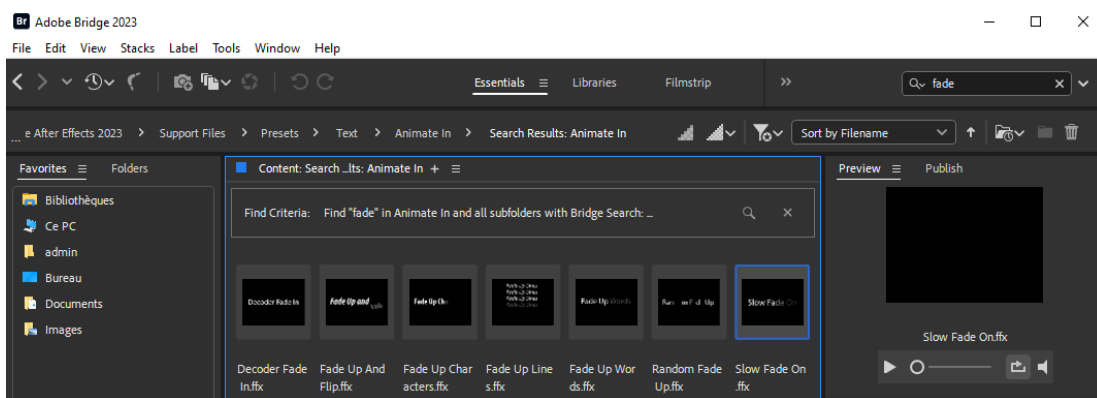 Br Adobe Bridge 2023
File Edit View Stacks Label Tools Window Help
Essentials Libraries Filmstrip >> fade
... e After Effects 2023 > Support Files > Presets > Text > Animate In > Search Results: Animate In Sort by Filename
Favorites Folders
Content: Search ...lts: Animate In +
Preview Publish
Bibliothèques
Ce PC
admin
Bureau
Documents
Images
Find Criteria: Find "fade" in Animate In and all subfolders with Bridge Search: ...
Decoder Fade In
Fade Up and
Fade Up Ch
Fade Up Words
Slow Fade On
Decoder Fade In.ffx
Fade Up And Flip.ffx
Fade Up Characters.ffx
Fade Up Lines.ffx
Fade Up Words.ffx
Random Fade Up.ffx
Slow Fade On.ffx
Slow Fade On.ffx